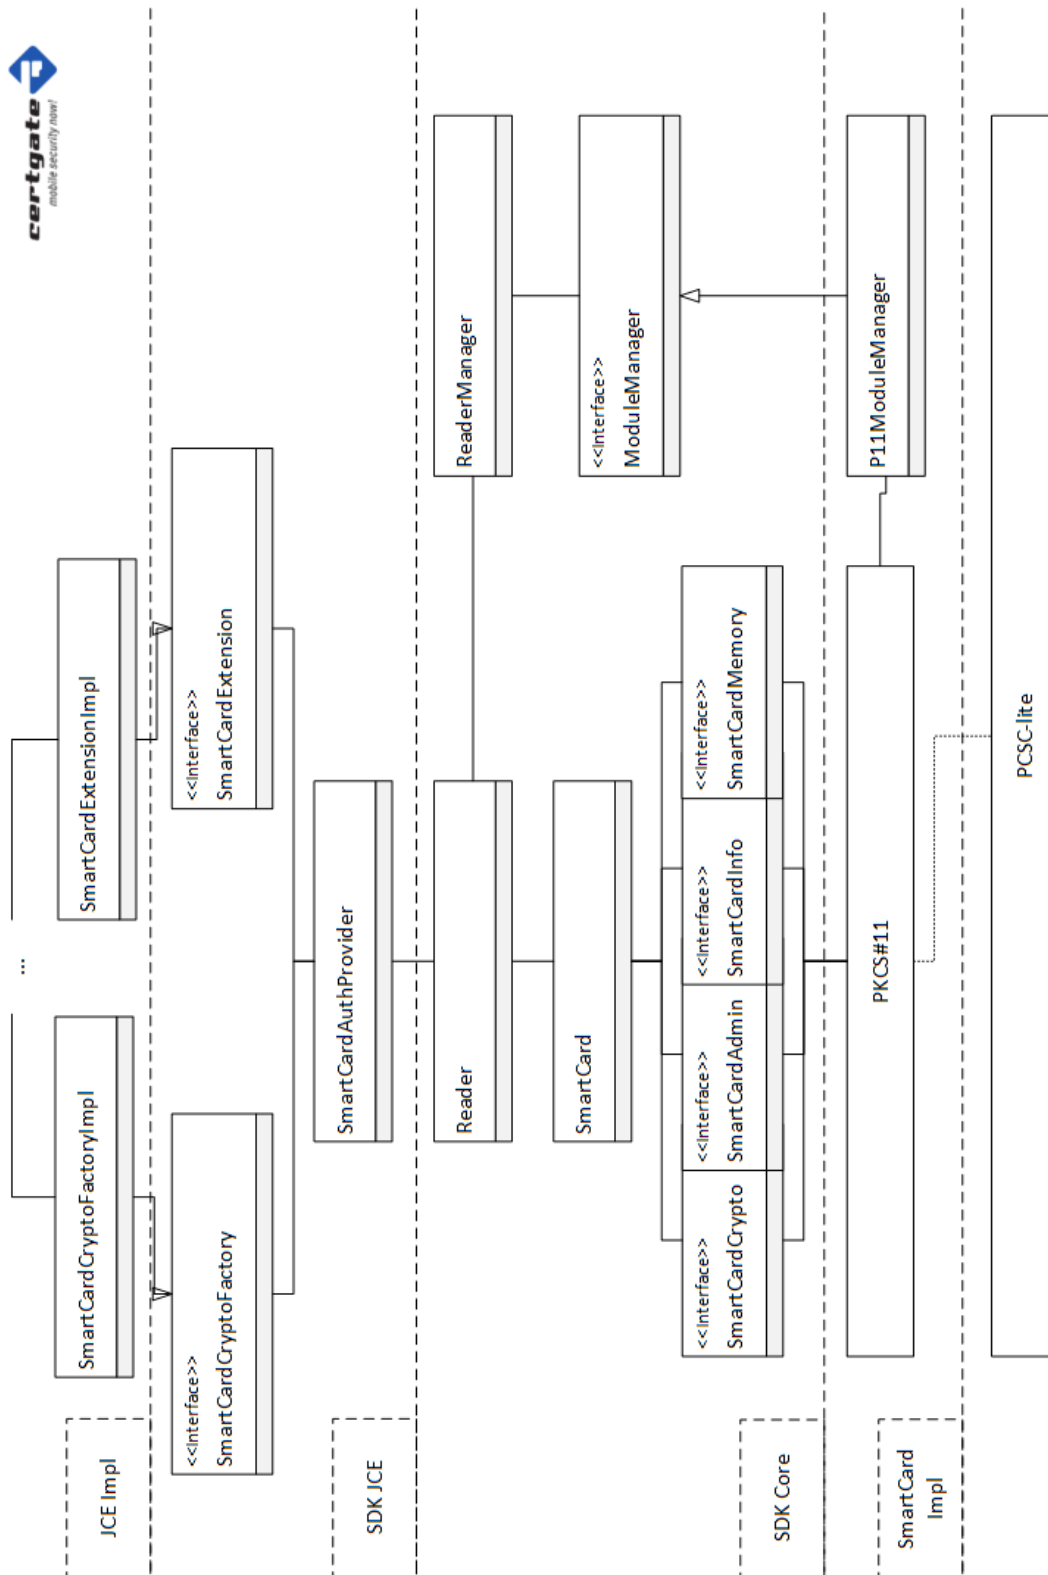 certgate
mobile security now!
...
SmartCardCryptoFactoryImpl
SmartCardExtensionImpl
JCE Impl
<<Interface>>
SmartCardCryptoFactory
<<Interface>>
SmartCardExtension
SmartCardAuthProvider
SDK JCE
Reader
ReaderManager
SmartCard
<<Interface>>
ModuleManager
<<Interface>>
SmartCardCrypto
<<Interface>>
SmartCardAdmin
<<Interface>>
SmartCardInfo
<<Interface>>
SmartCardMemory
SDK Core
PKCS#11
P11ModuleManager
SmartCard
Impl
PCSC-lite